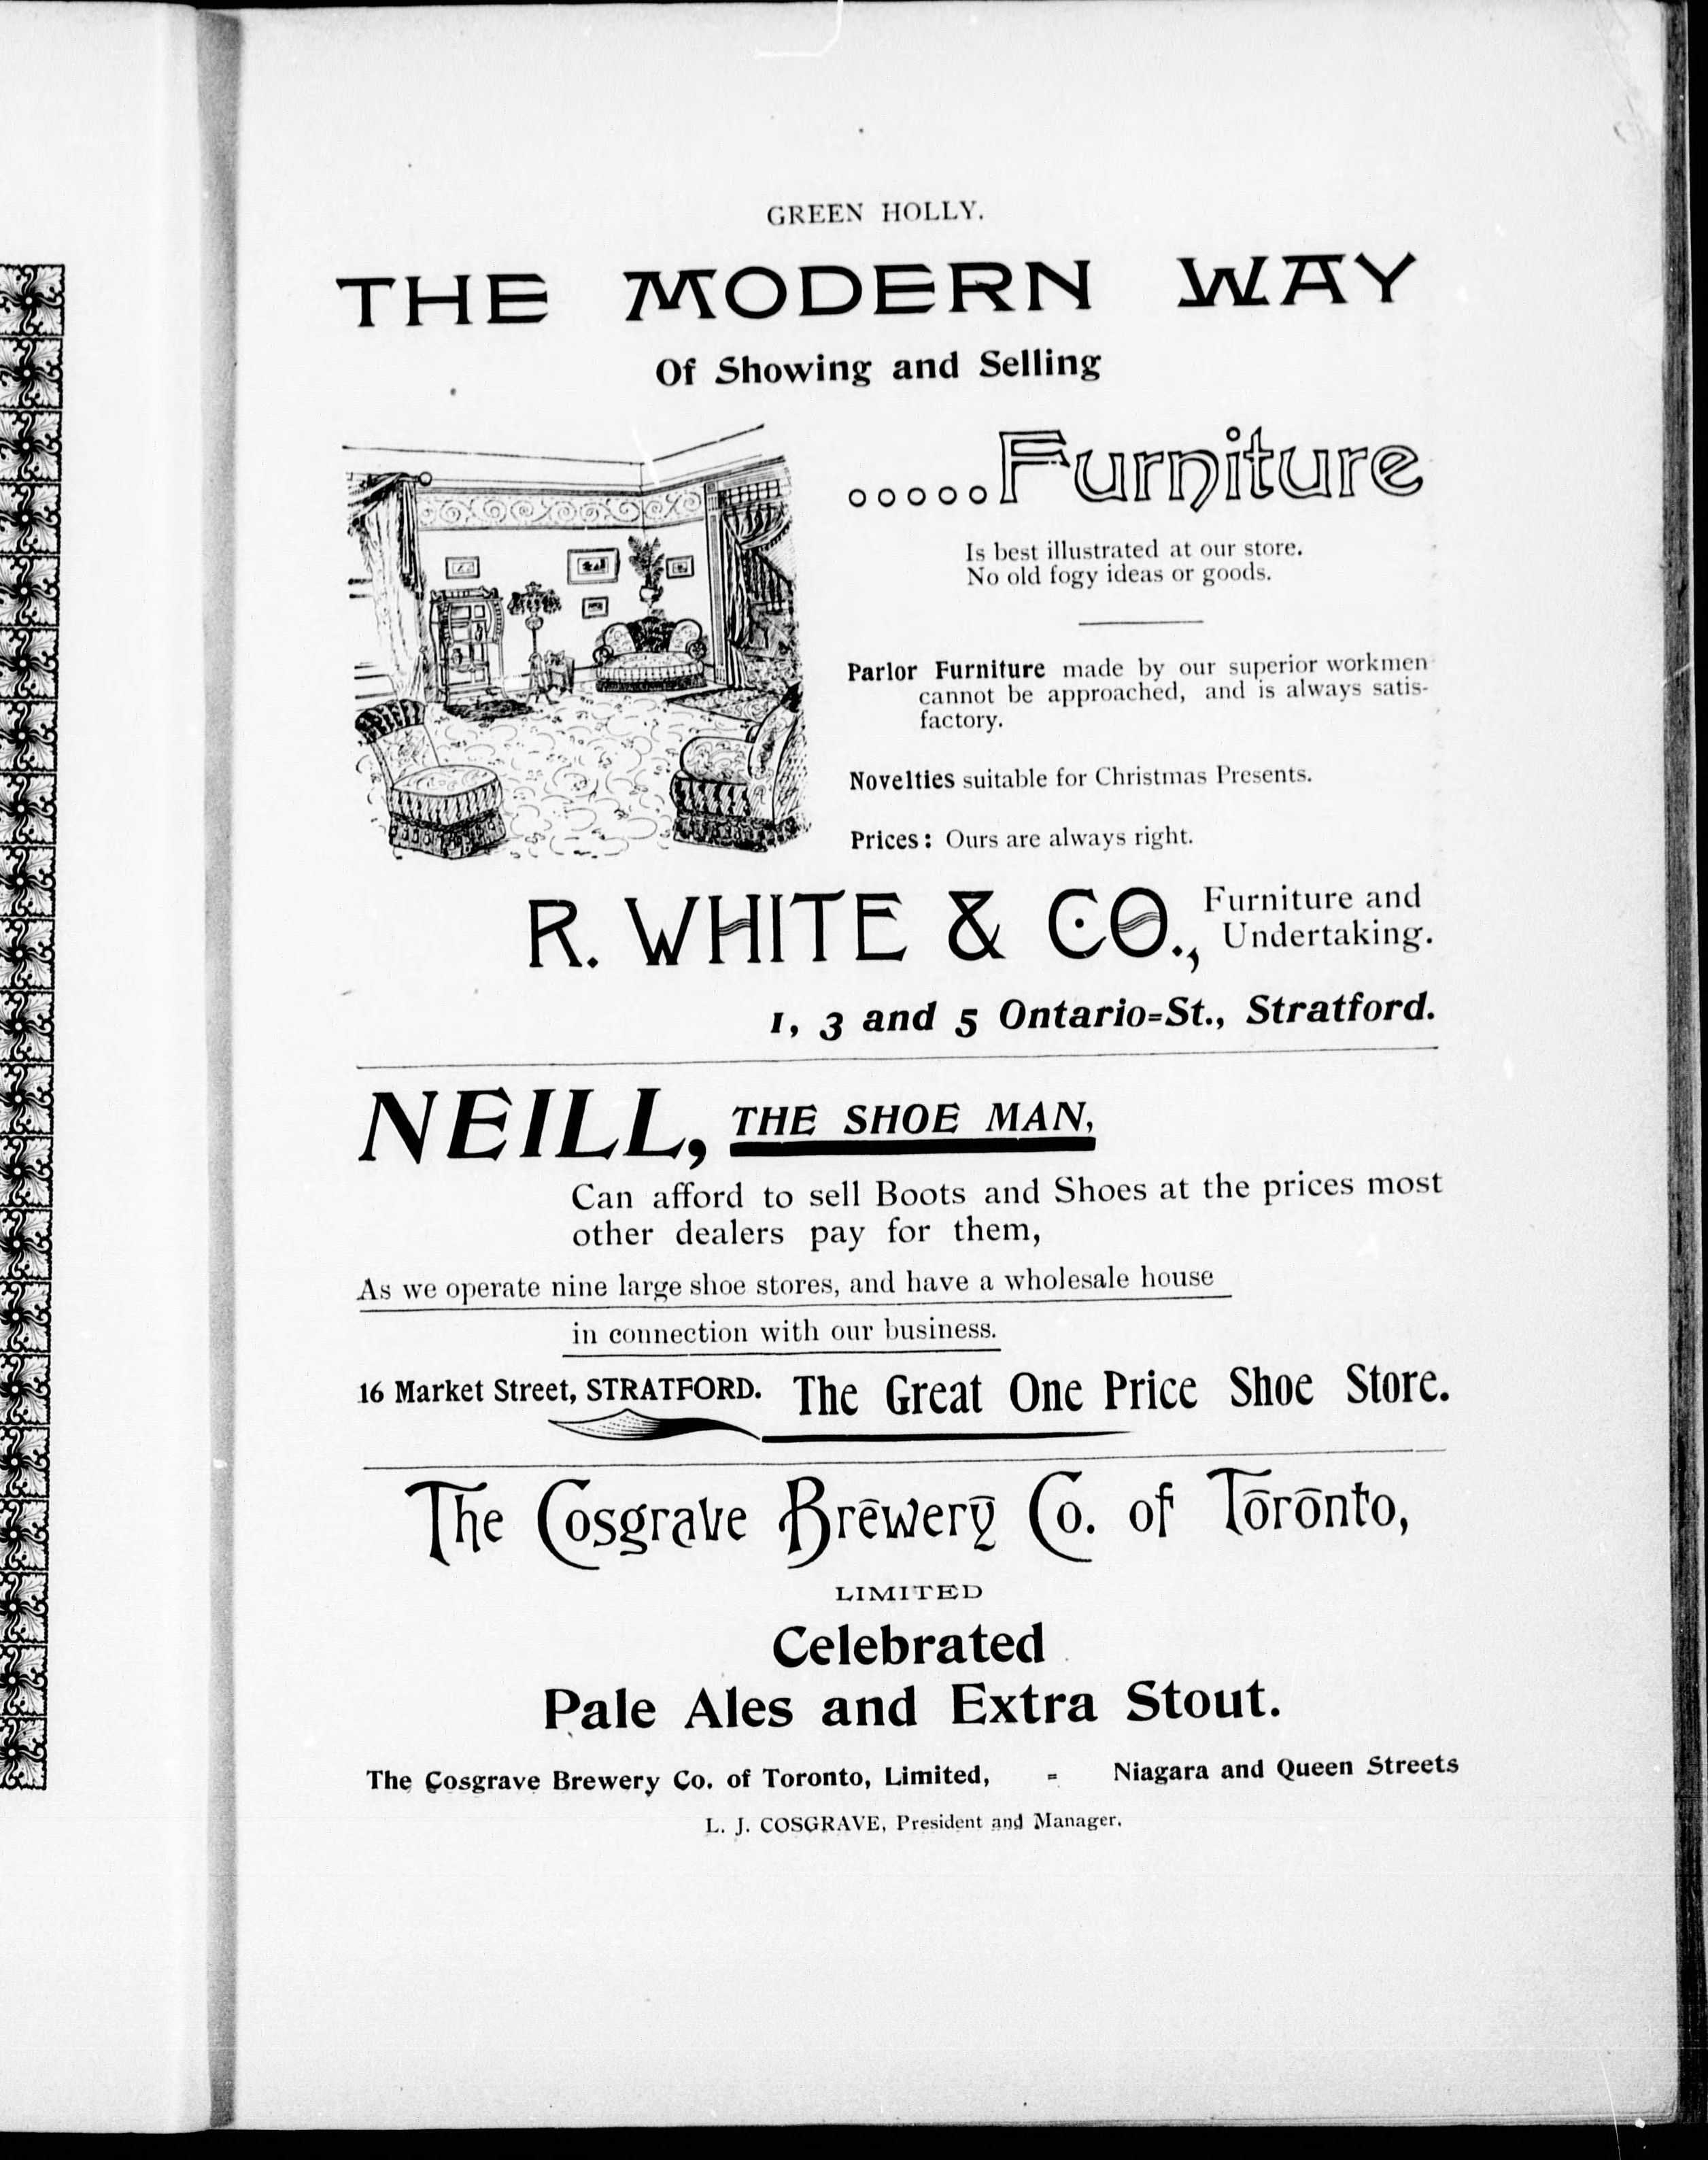 GREEN HOLLY.
THE MODERN WAY
Of Showing and Selling
.....Furniture
Is best illustrated at our store.
No old fogy ideas or goods.
Parlor Furniture made by our superior workmen
cannot be approached, and is always satis-
factory.
Novelties suitable for Christmas Presents.
Prices: Ours are always right.
R. WHITE & CO., Furniture and
Undertaking.
1, 3 and 5 Ontario-St., Stratford.
NEILL, THE SHOE MAN,
Can afford to sell Boots and Shoes at the prices most
other dealers pay for them,
As we operate nine large shoe stores, and have a wholesale house
in connection with our business.
16 Market Street, STRATFORD. The Great One Price Shoe Store.
The Cosgrave Brewery Co. of Toronto,
LIMITED
Celebrated
Pale Ales and Extra Stout.
The Cosgrave Brewery Co. of Toronto, Limited, - Niagara and Queen Streets
L. J. COSGRAVE, President and Manager.